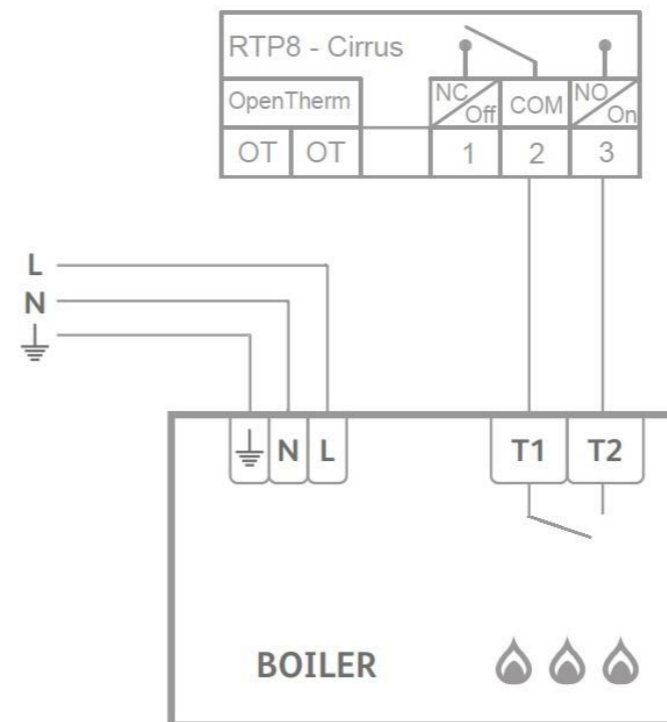 RTP8 - Cirrus
OpenTherm
NC Off COM NO On
OT OT 1 2 3
L
N
N L T1 T2
BOILER